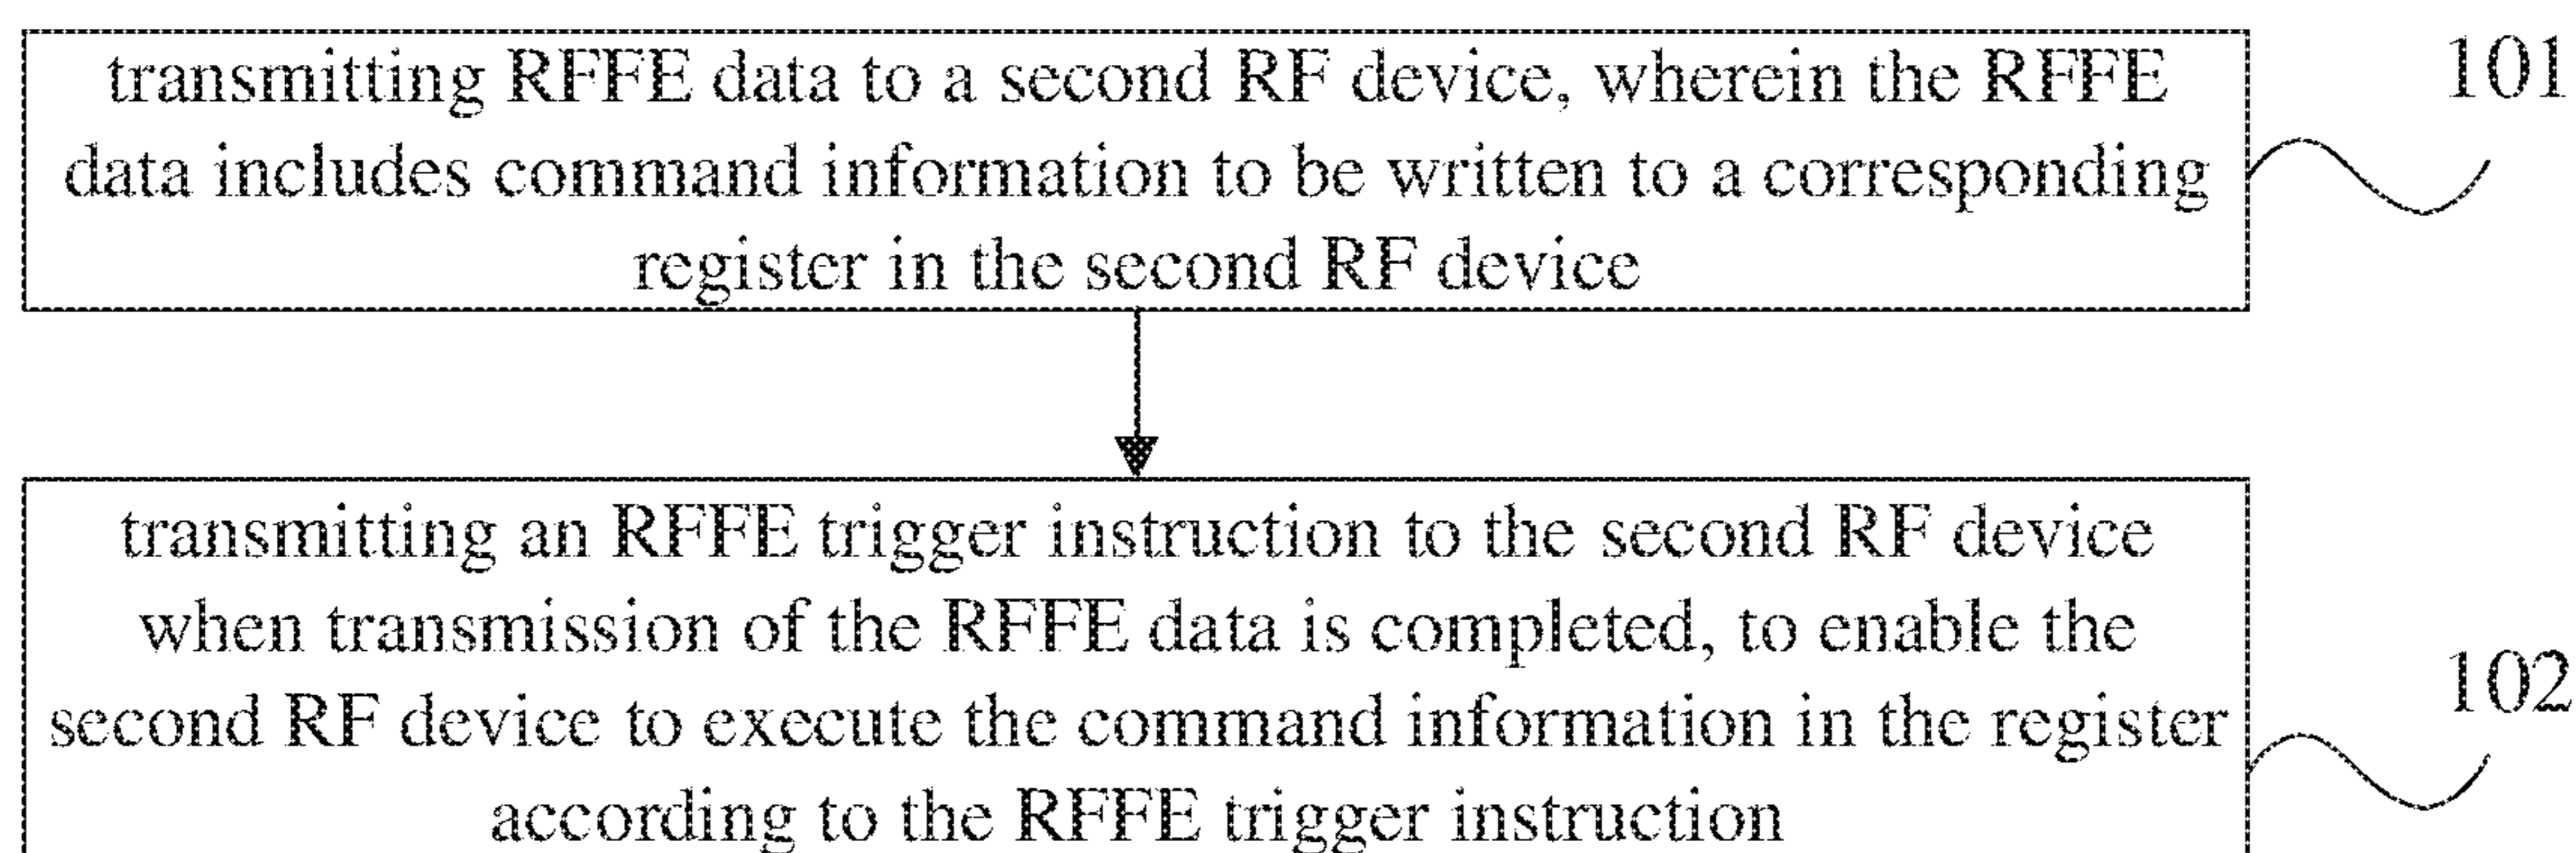 transmitting RFFE data to a second RF device, wherein the RFFE
data includes command information to be written to a corresponding
register in the second RF device
101
transmitting an RFFE trigger instruction to the second RF device
when transmission of the RFFE data is completed, to enable the
second RF device to execute the command information in the register
according to the RFFE trigger instruction
102